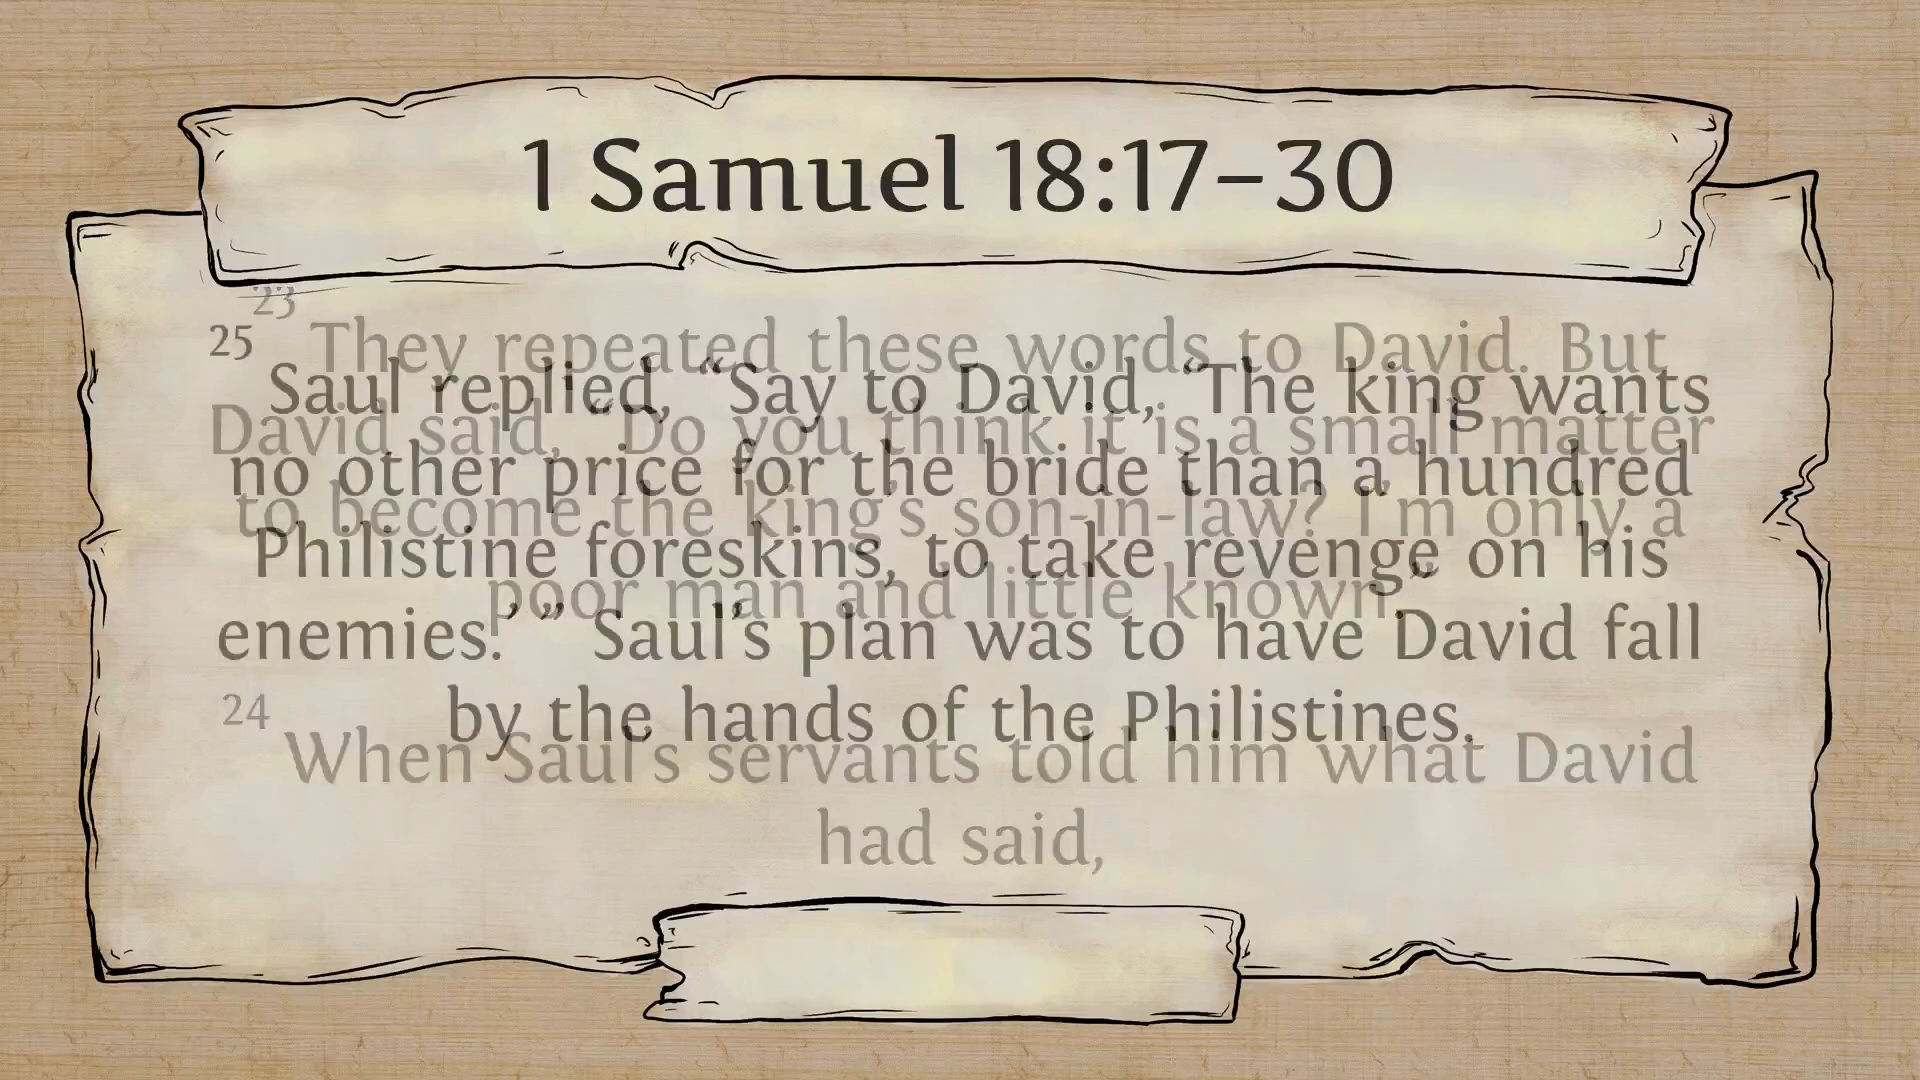 1 Samuel 18:17–30
23
They repeated these words to David. But
David said, “Do you think it is a small matter
to become the king’s son-in-law? I’m only a
poor man and little known.”
24
When Saul’s servants told him what David
had said,
25
Saul replied, “Say to David, ‘The king wants
no other price for the bride than a hundred
Philistine foreskins, to take revenge on his
enemies.’ ” Saul’s plan was to have David fall
by the hands of the Philistines.